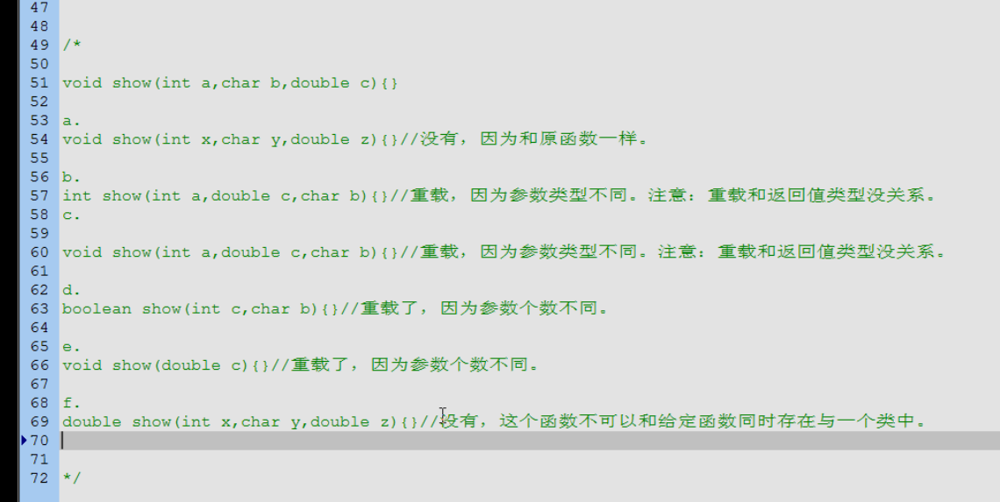 47
48
49 /*
50
51 void show(int a,char b,double c){}
52
53 a.
54 void show(int x,char y,double z){}//没有，因为和原函数一样。
55
56 b.
57 int show(int a,double c,char b){}//重载，因为参数类型不同。注意：重载和返回值类型没关系。
58 c.
59
60 void show(int a,double c,char b){}//重载，因为参数类型不同。注意：重载和返回值类型没关系。
61
62 d.
63 boolean show(int c,char b){}//重载了，因为参数个数不同。
64
65 e.
66 void show(double c){}//重载了，因为参数个数不同。
67
68 f.
69 double show(int x,char y,double z){}//没有，这个函数不可以和给定函数同时存在与一个类中。
70
71
72 */